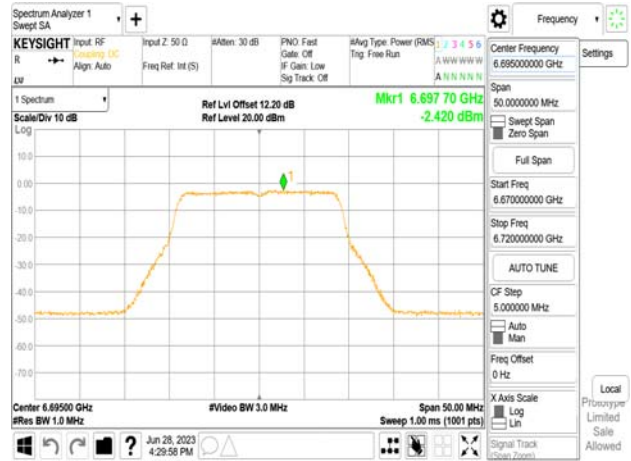 Spectrum Analyzer 1
Swept SA
+
Frequency
KEYSIGHT
R
Input: RF
Coupling: DC
Align: Auto
Input Z: 50 Ω
Freq Ref: Int (S)
#Atten: 30 dB
PNO: Fast
Gate: Off
IF Gain: Low
Sig Track: Off
#Avg Type: Power (RMS)
Trig: Free Run
1 2 3 4 5 6
A W W W W W
A N N N N N
Center Frequency
6.695000000 GHz
Settings
Span
50.0000000 MHz
Swept Span
Zero Span
Full Span
Start Freq
6.670000000 GHz
Stop Freq
6.720000000 GHz
AUTO TUNE
CF Step
5.000000 MHz
Auto
Man
Freq Offset
0 Hz
X Axis Scale
Log
Lin
Signal Track
(Span Zoom)
Local
Prototype
Limited
Sale
Allowed
1 Spectrum
Scale/Div 10 dB
Log
Ref Lvl Offset 12.20 dB
Ref Level 20.00 dBm
Mkr1 6.697 70 GHz
-2.420 dBm
1
10.0
0.00
-10.0
-20.0
-30.0
-40.0
-50.0
-60.0
-70.0
Center 6.69500 GHz
#Res BW 1.0 MHz
#Video BW 3.0 MHz
Span 50.00 MHz
Sweep 1.00 ms (1001 pts)
?
Jun 28, 2023
4:29:58 PM